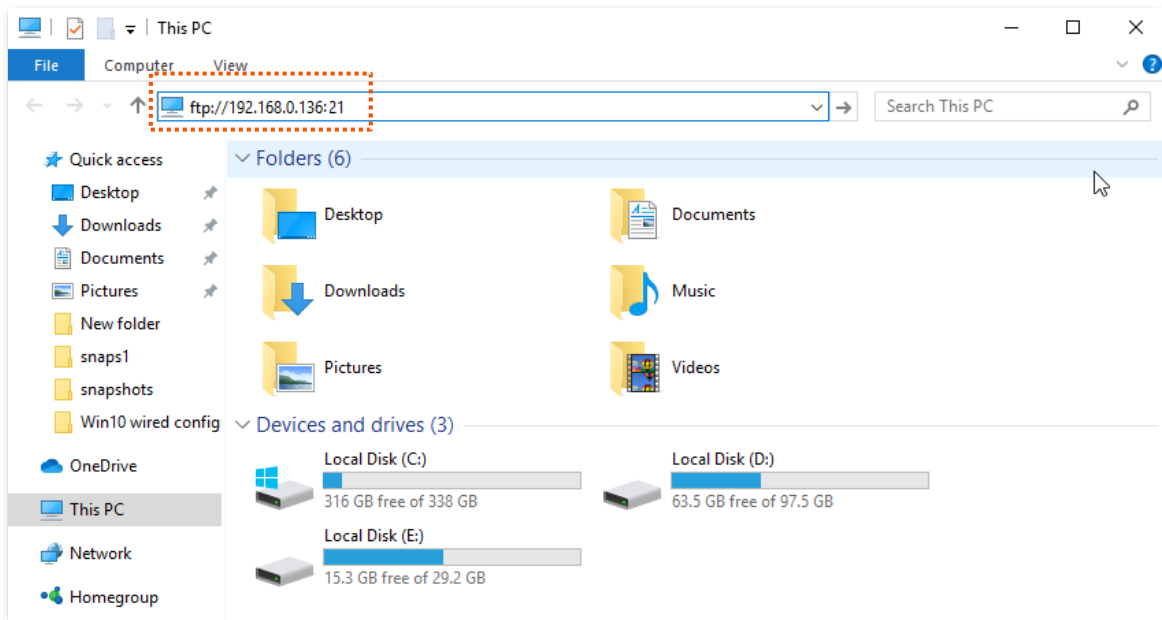 This PC
File Computer View
ftp://192.168.0.136:21 Search This PC
Quick access
Desktop
Downloads
Documents
Pictures
New folder
snaps1
snapshots
Win10 wired config
OneDrive
This PC
Network
Homegroup
Folders (6)
Desktop Documents
Downloads Music
Pictures Videos
Devices and drives (3)
Local Disk (C:) Local Disk (D:)
316 GB free of 338 GB 63.5 GB free of 97.5 GB
Local Disk (E:)
15.3 GB free of 29.2 GB